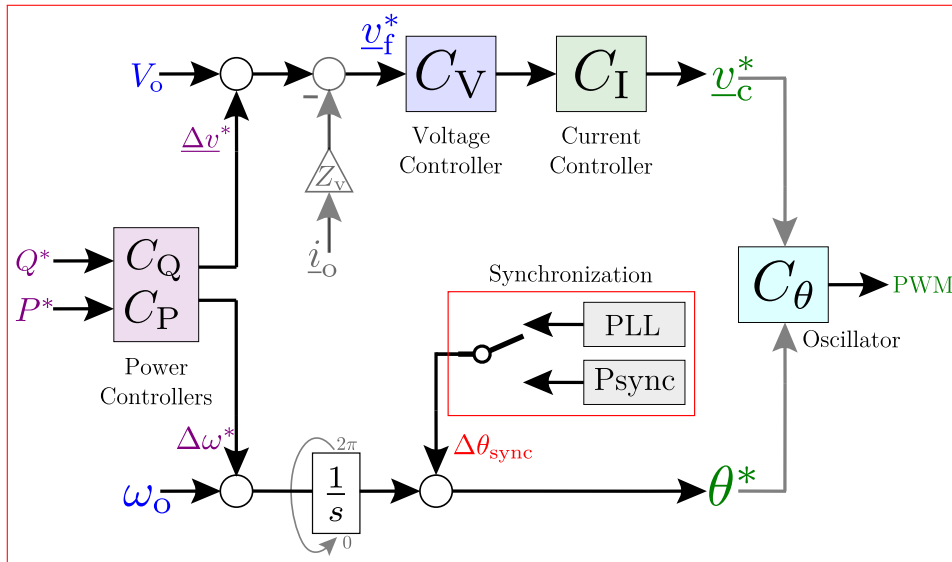 V_o
v_f^*
C_V
C_I
v_c^*
-
Δv^*
Voltage
Controller
Current
Controller
Z_v
i_o
Q^*
P^*
C_Q
C_P
Power
Controllers
Synchronization
PLL
Psync
C_θ
PWM
Oscillator
Δω^*
2π
Δθ_sync
ω_o
1
s
0
θ^*